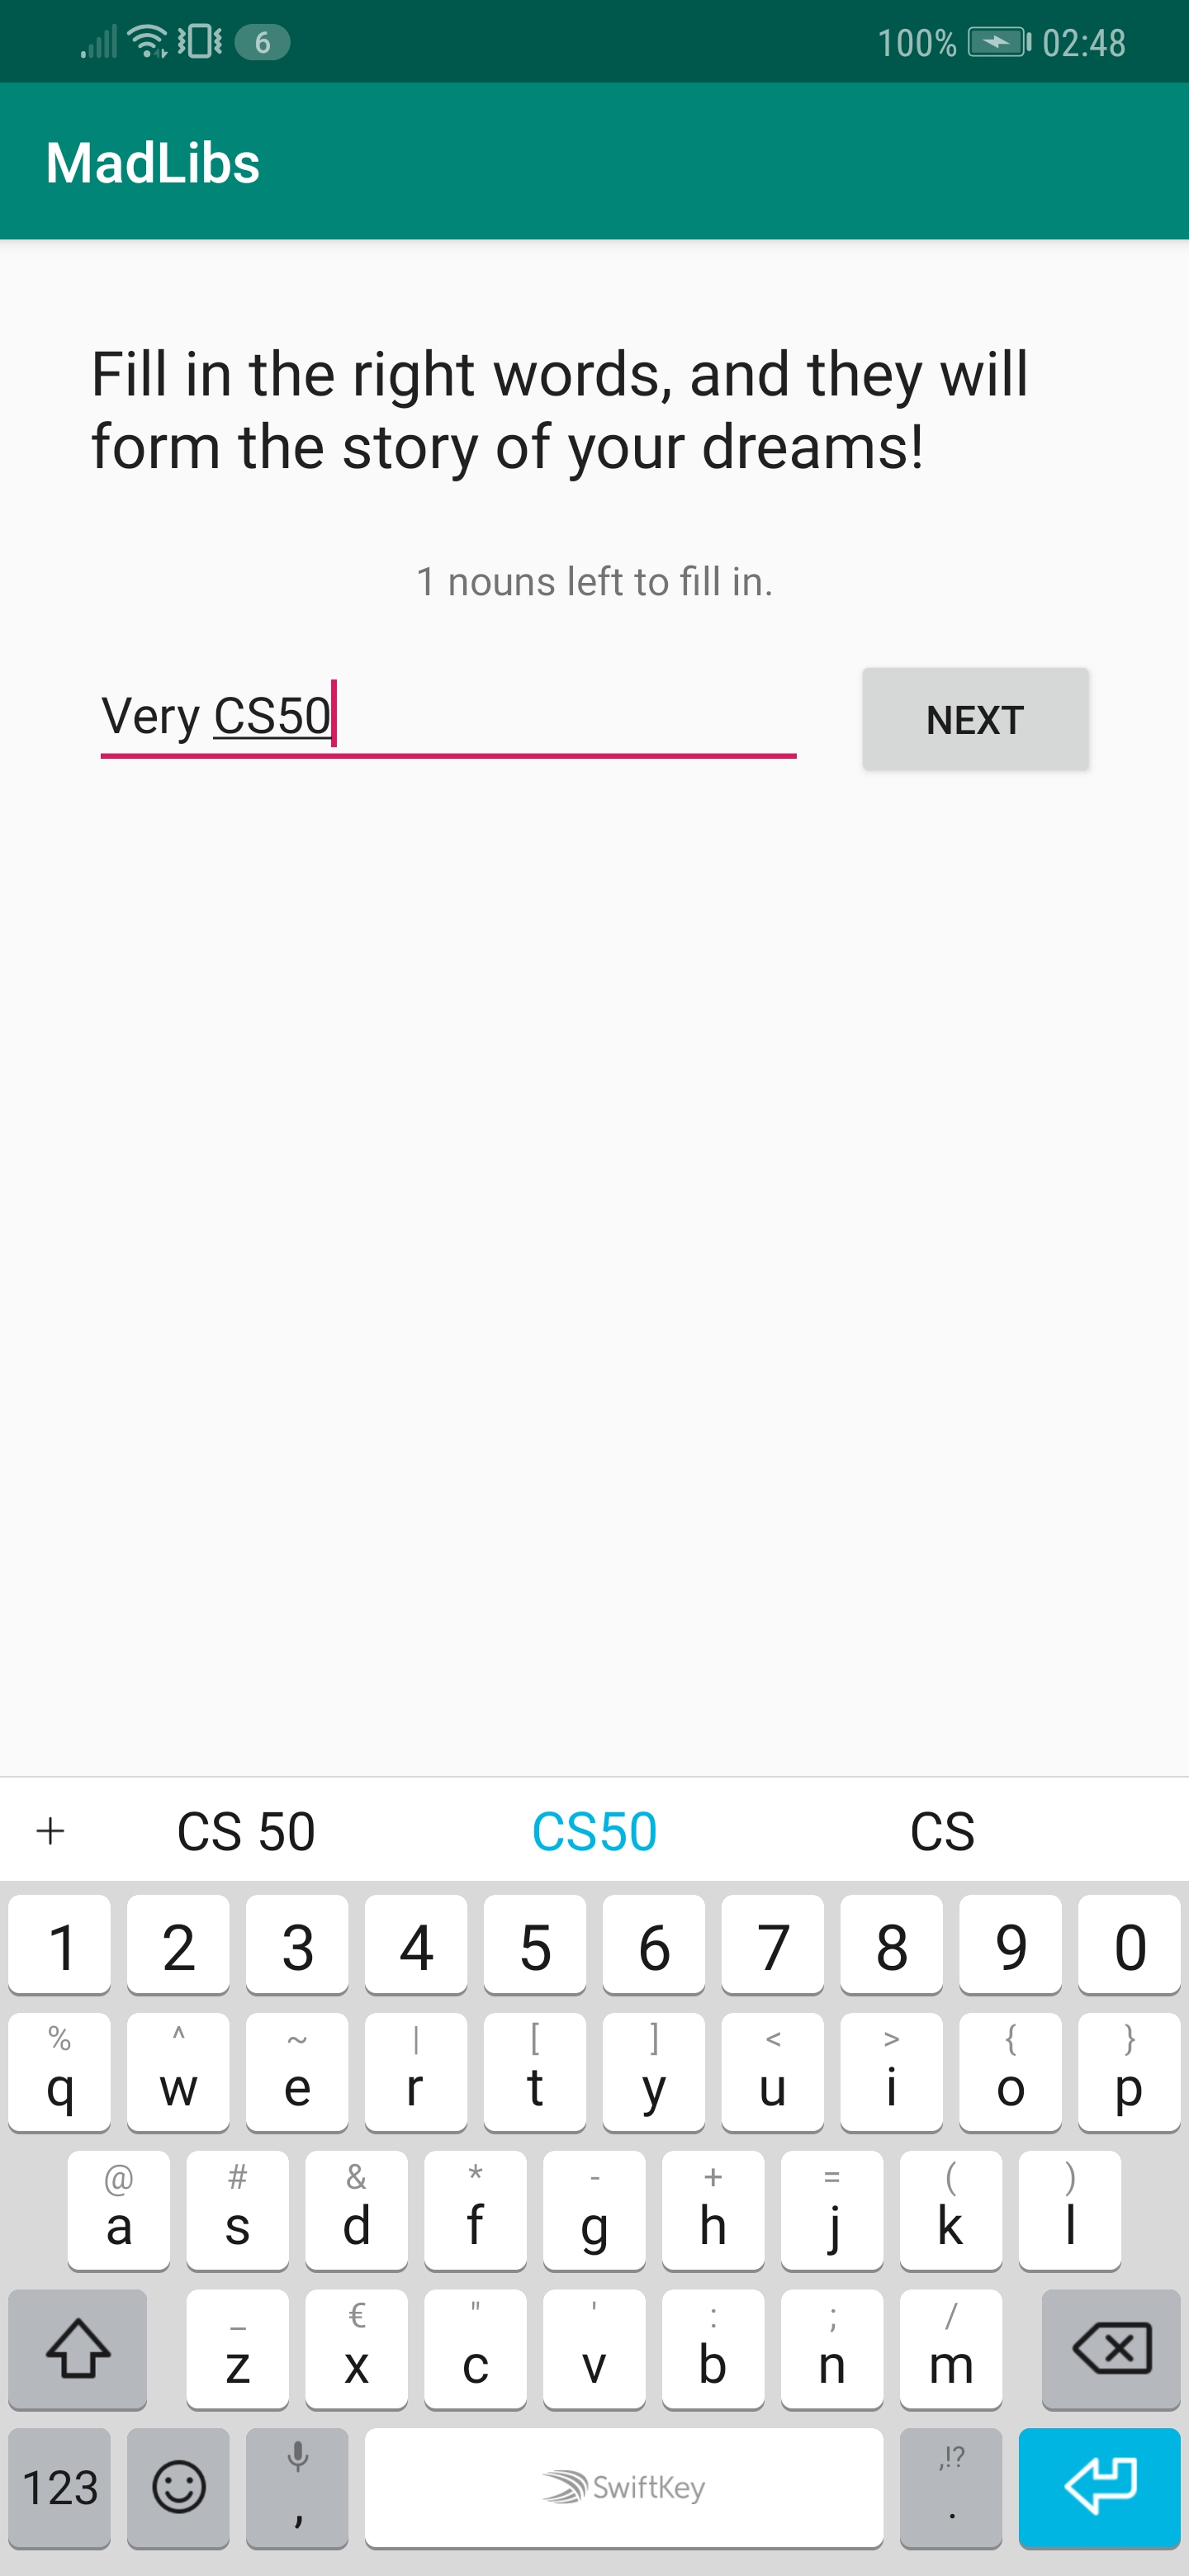 6
100% 02:48
MadLibs
Fill in the right words, and they will
form the story of your dreams!
1 nouns left to fill in.
Very CS50
NEXT
+ CS 50 CS50 CS
1 2 3 4 5 6 7 8 9 0
% ^ ~ | [ ] < > { }
q w e r t y u i o p
@ # & * - + = ( )
a s d f g h j k l
_ € " ' : ; /
z x c v b n m
,!?
123 , SwiftKey .